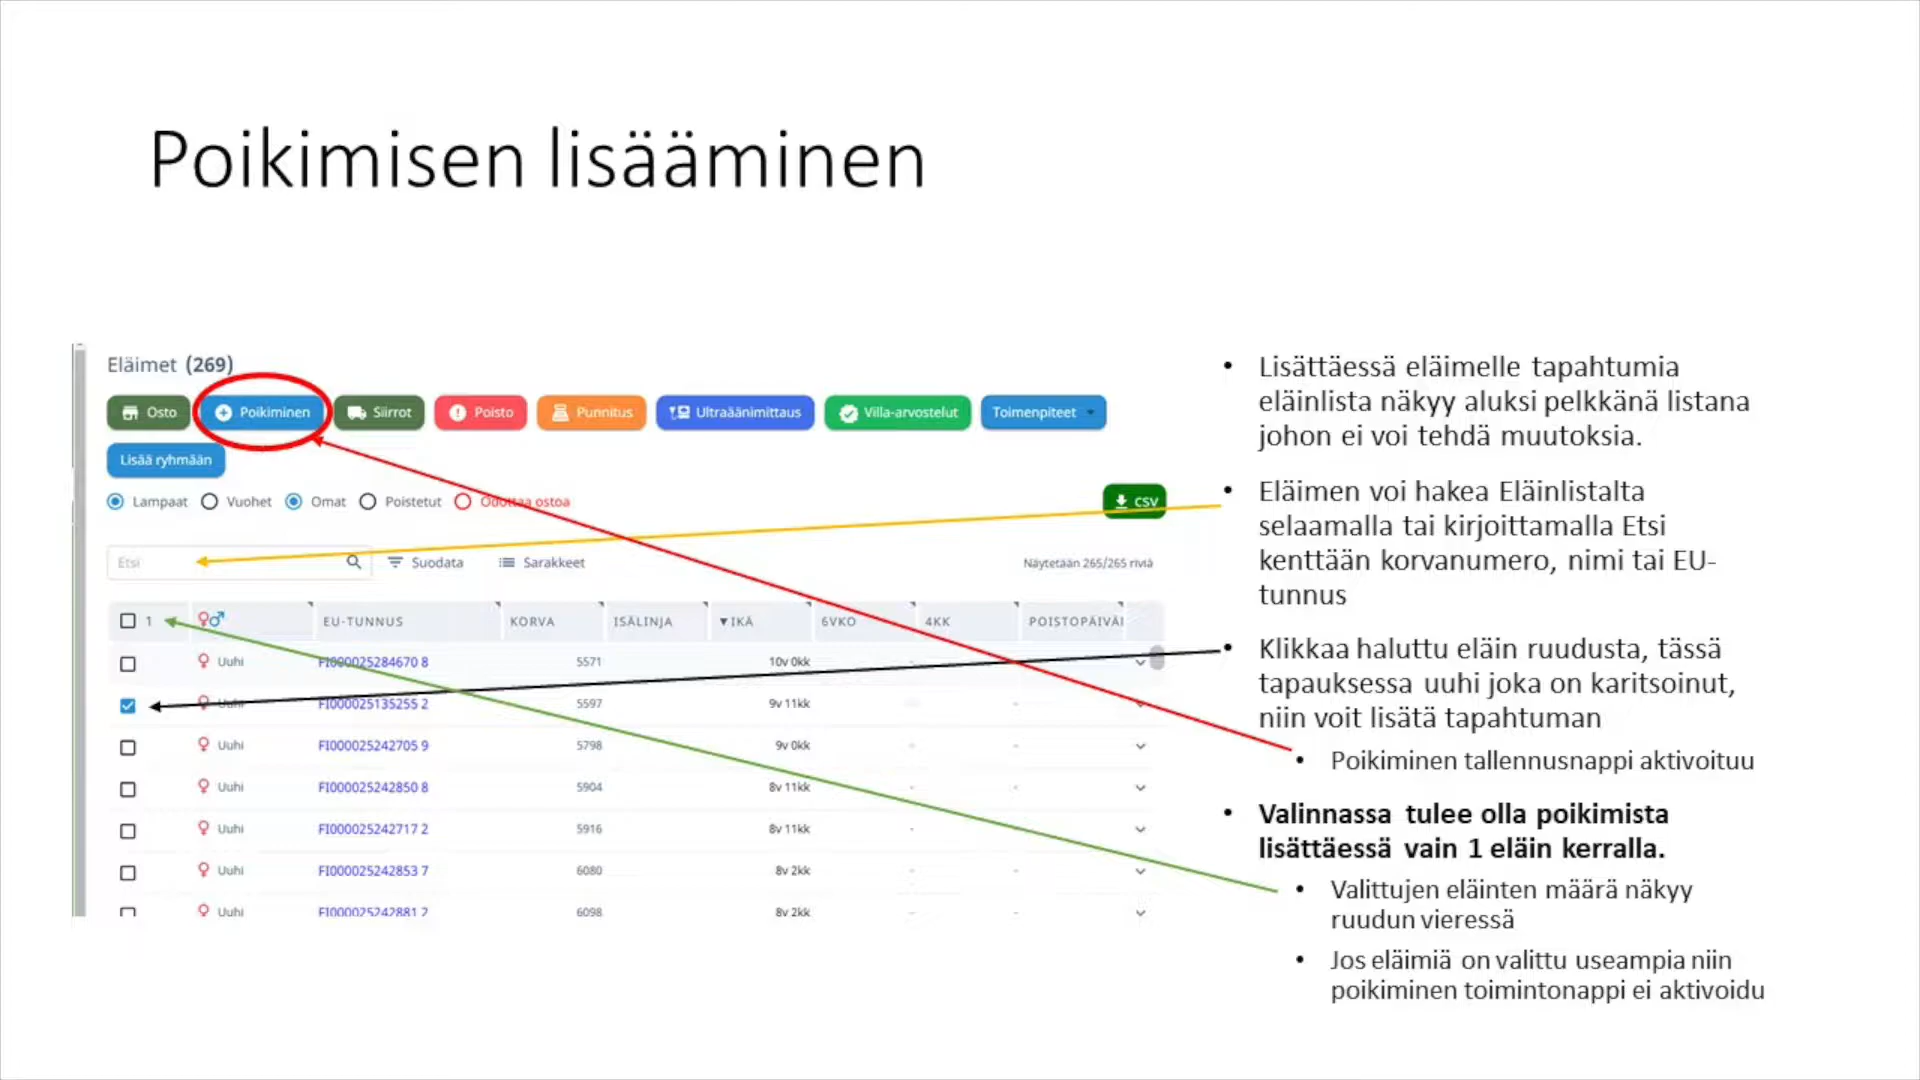 Poikimisen lisääminen
Eläimet (269)
Osto Poikiminen Siirrot Poisto Punnitus Ultraäänimittaus Villa-arvostelut Toimenpiteet
Lisää ryhmään
Lampaat Vuohet Omat Poistetut Odottaa ostoa CSV
Etsi Suodata Sarakkeet Näytetään 265/265 riviä
1 EU-TUNNUS KORVA ISÄLINJA ▼IKÄ 6VKO 4KK POISTOPÄIVÄ
Uuhi FI000025284670 8 5571 10v 0kk -
Uuhi FI000025135255 2 5597 9v 11kk - -
Uuhi FI000025242705 9 5798 9v 0kk - -
Uuhi FI000025242850 8 5904 8v 11kk - -
Uuhi FI000025242717 2 5916 8v 11kk - -
Uuhi FI000025242853 7 6080 8v 2kk - -
Uuhi FI000025242881 2 6098 8v 2kk - -
• Lisättäessä eläimelle tapahtumia
eläinlista näkyy aluksi pelkkänä listana
johon ei voi tehdä muutoksia.
• Eläimen voi hakea Eläinlistalta
selaamalla tai kirjoittamalla Etsi
kenttään korvanumero, nimi tai EU-
tunnus
• Klikkaa haluttu eläin ruudusta, tässä
tapauksessa uuhi joka on karitsoinut,
niin voit lisätä tapahtuman
• Poikiminen tallennusnappi aktivoituu
• Valinnassa tulee olla poikimista
lisättäessä vain 1 eläin kerralla.
• Valittujen eläinten määrä näkyy
ruudun vieressä
• Jos eläimiä on valittu useampia niin
poikiminen toimintonappi ei aktivoidu